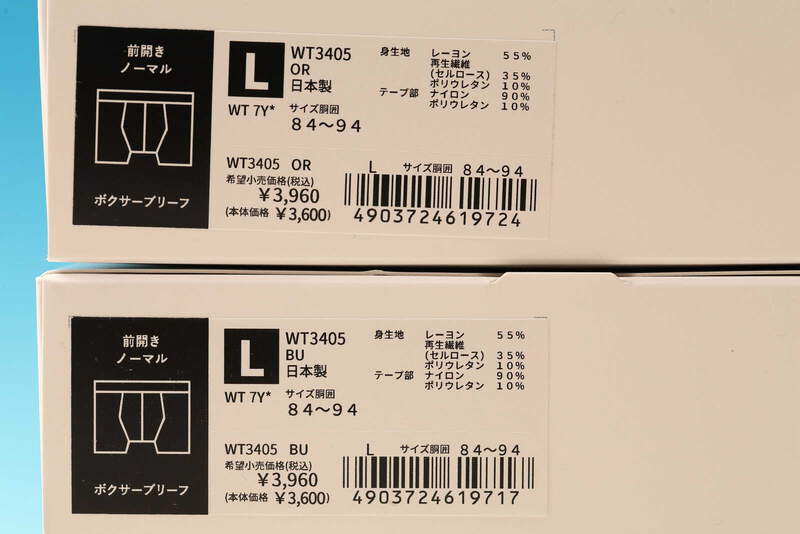 前開き
ノーマル
ボクサーブリーフ
L
WT3405
OR
日本製
WT 7Y*
サイズ胴囲
84〜94
身生地 レーヨン 55%
再生繊維
(セルロース) 35%
ポリウレタン 10%
テープ部 ナイロン 90%
ポリウレタン 10%
WT3405 OR
L サイズ胴囲 84〜94
希望小売価格(税込)
¥3,960
(本体価格 ¥3,600)
4903724619724
前開き
ノーマル
ボクサーブリーフ
L
WT3405
BU
日本製
WT 7Y*
サイズ胴囲
84〜94
身生地 レーヨン 55%
再生繊維
(セルロース) 35%
ポリウレタン 10%
テープ部 ナイロン 90%
ポリウレタン 10%
WT3405 BU
L サイズ胴囲 84〜94
希望小売価格(税込)
¥3,960
(本体価格 ¥3,600)
4903724619717